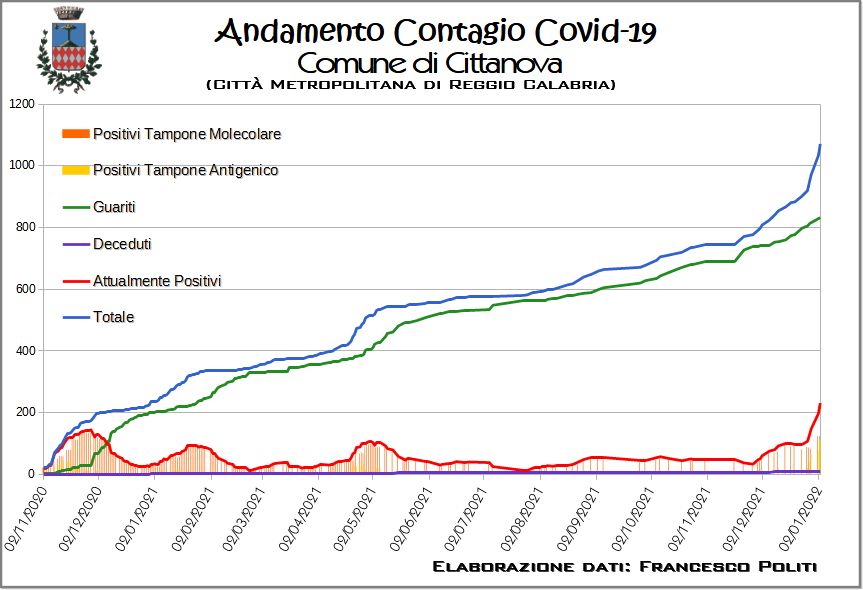 Andamento Contagio Covid-19
Comune di Cittanova
(Città Metropolitana di Reggio Calabria)
1200
1000
800
600
400
200
0
Positivi Tampone Molecolare
Positivi Tampone Antigenico
Guariti
Deceduti
Attualmente Positivi
Totale
02/11/2020
02/12/2020
02/01/2021
02/02/2021
02/03/2021
02/04/2021
02/05/2021
02/06/2021
02/07/2021
02/08/2021
02/09/2021
02/10/2021
02/11/2021
02/12/2021
02/01/2022
Elaborazione dati: Francesco Politi